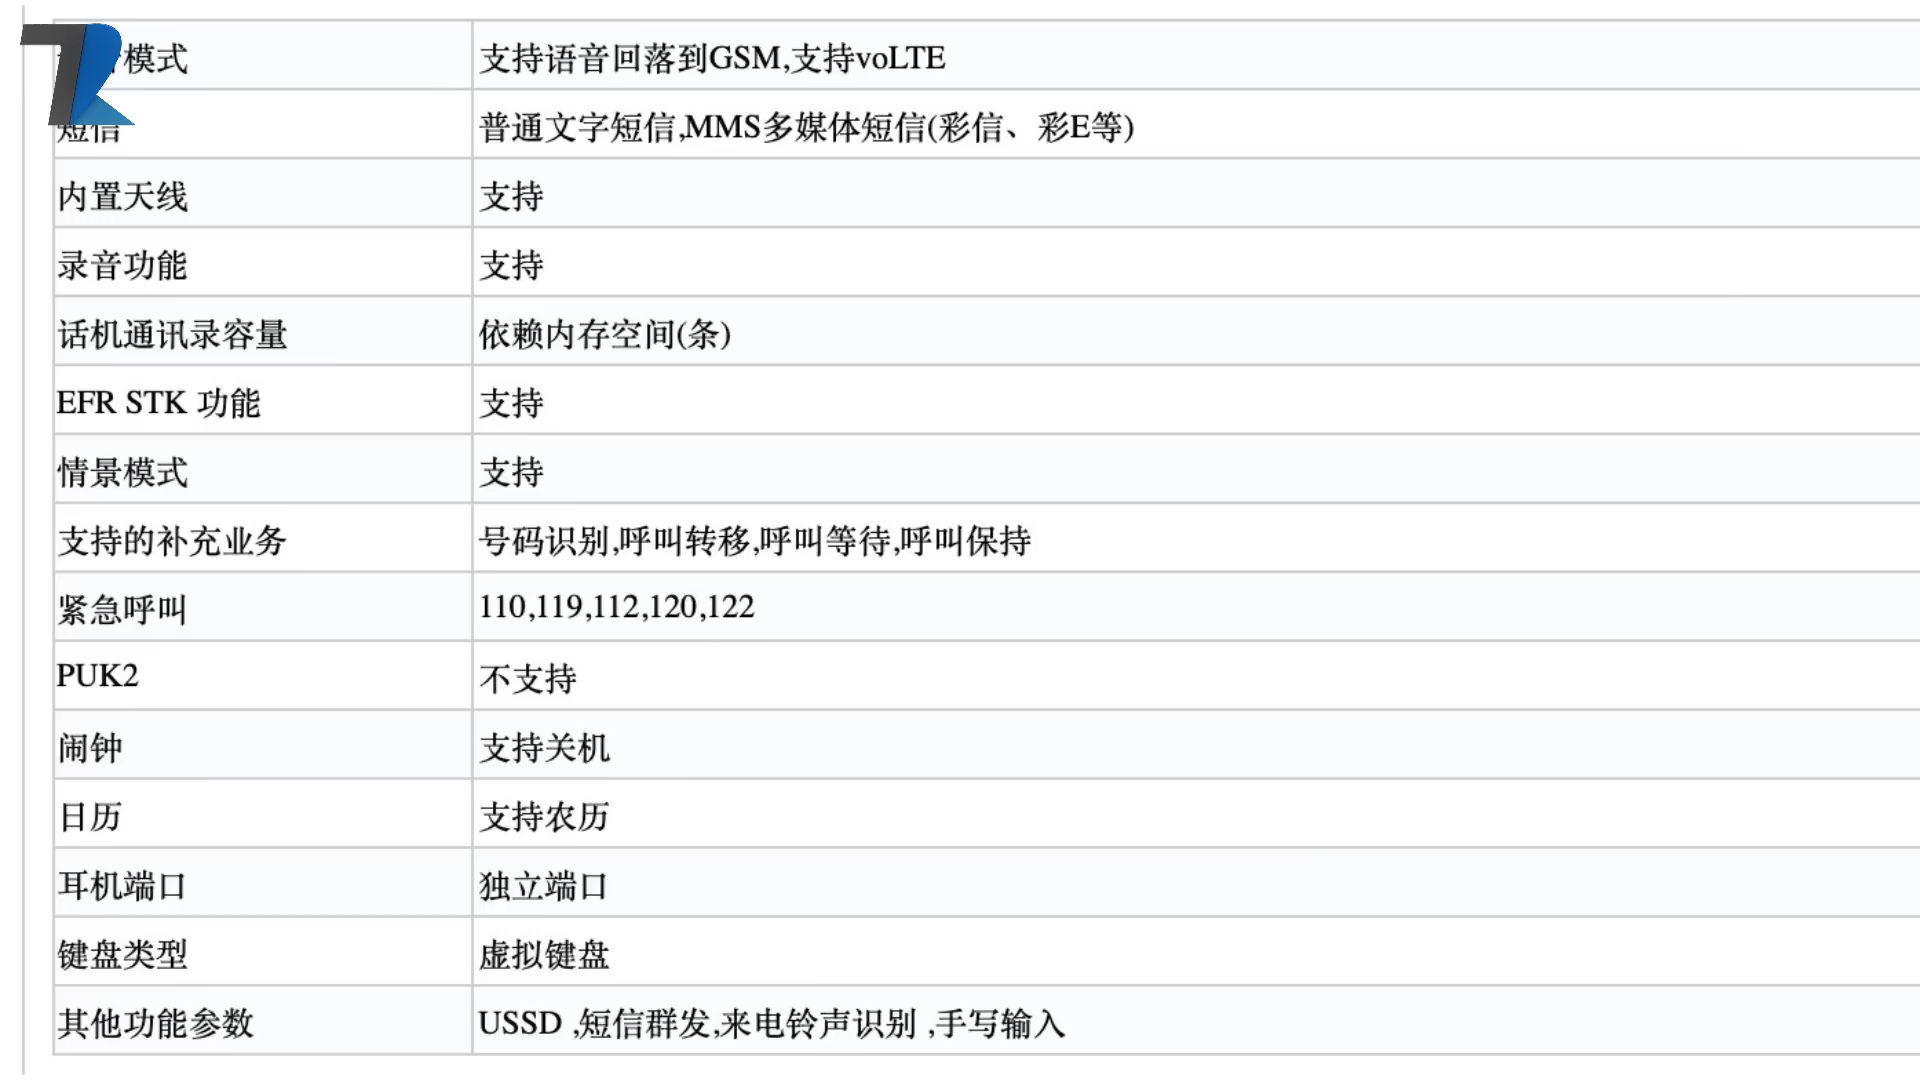 模式 支持语音回落到GSM,支持voLTE
短信 普通文字短信,MMS多媒体短信(彩信、彩E等)
内置天线 支持
录音功能 支持
话机通讯录容量 依赖内存空间(条)
EFR STK 功能 支持
情景模式 支持
支持的补充业务 号码识别,呼叫转移,呼叫等待,呼叫保持
紧急呼叫 110,119,112,120,122
PUK2 不支持
闹钟 支持关机
日历 支持农历
耳机端口 独立端口
键盘类型 虚拟键盘
其他功能参数 USSD ,短信群发,来电铃声识别 ,手写输入